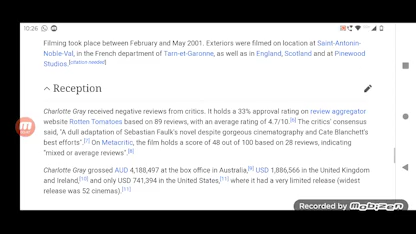 10:26
Filming took place between February and May 2001. Exteriors were filmed on location at Saint-Antonin-
Noble-Val, in the French department of Tarn-et-Garonne, as well as in England, Scotland and at Pinewood
Studios.[citation needed]
Reception
Charlotte Gray received negative reviews from critics. It holds a 33% approval rating on review aggregator
website Rotten Tomatoes based on 89 reviews, with an average rating of 4.7/10.[6] The critics' consensus
said, "A dull adaptation of Sebastian Faulk's novel despite gorgeous cinematography and Cate Blanchett's
best efforts".[7] On Metacritic, the film holds a score of 48 out of 100 based on 28 reviews, indicating
"mixed or average reviews".[8]
Charlotte Gray grossed AUD 4,188,497 at the box office in Australia,[9] USD 1,886,566 in the United Kingdom
and Ireland,[10] and only USD 741,394 in the United States,[11] where it had a very limited release (widest
release was 52 cinemas).[11]
Recorded by Mobizen